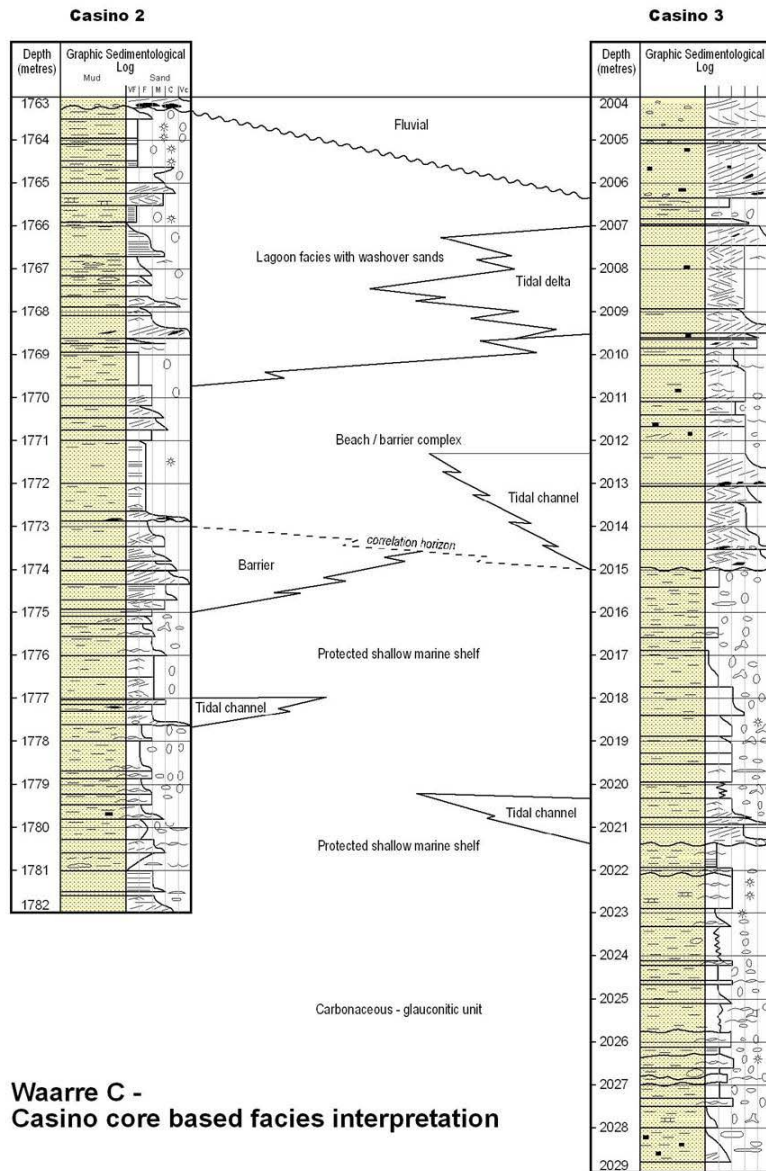 Casino 2
Casino 3
Depth (metres)
Graphic Sedimentological Log
Mud
Sand
VF F M C Vc
Depth (metres)
Graphic Sedimentological Log
1763
1764
1765
1766
1767
1768
1769
1770
1771
1772
1773
1774
1775
1776
1777
1778
1779
1780
1781
1782
Fluvial
Lagoon facies with washover sands
Tidal delta
Beach / barrier complex
Tidal channel
correlation horizon
Barrier
Protected shallow marine shelf
Tidal channel
Tidal channel
Protected shallow marine shelf
Carbonaceous - glauconitic unit
2004
2005
2006
2007
2008
2009
2010
2011
2012
2013
2014
2015
2016
2017
2018
2019
2020
2021
2022
2023
2024
2025
2026
2027
2028
2029
Waarre C -
Casino core based facies interpretation